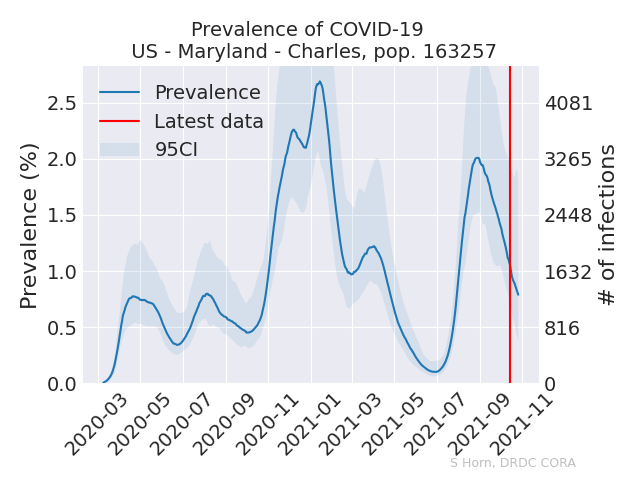 Prevalence of COVID-19
US - Maryland - Charles, pop. 163257
Prevalence
Latest data
95CI
Prevalence (%)
2.5
2.0
1.5
1.0
0.5
0.0
4081
3265
2448
1632
816
0
# of infections
2020-03
2020-05
2020-07
2020-09
2020-11
2021-01
2021-03
2021-05
2021-07
2021-09
2021-11
S Horn, DRDC CORA